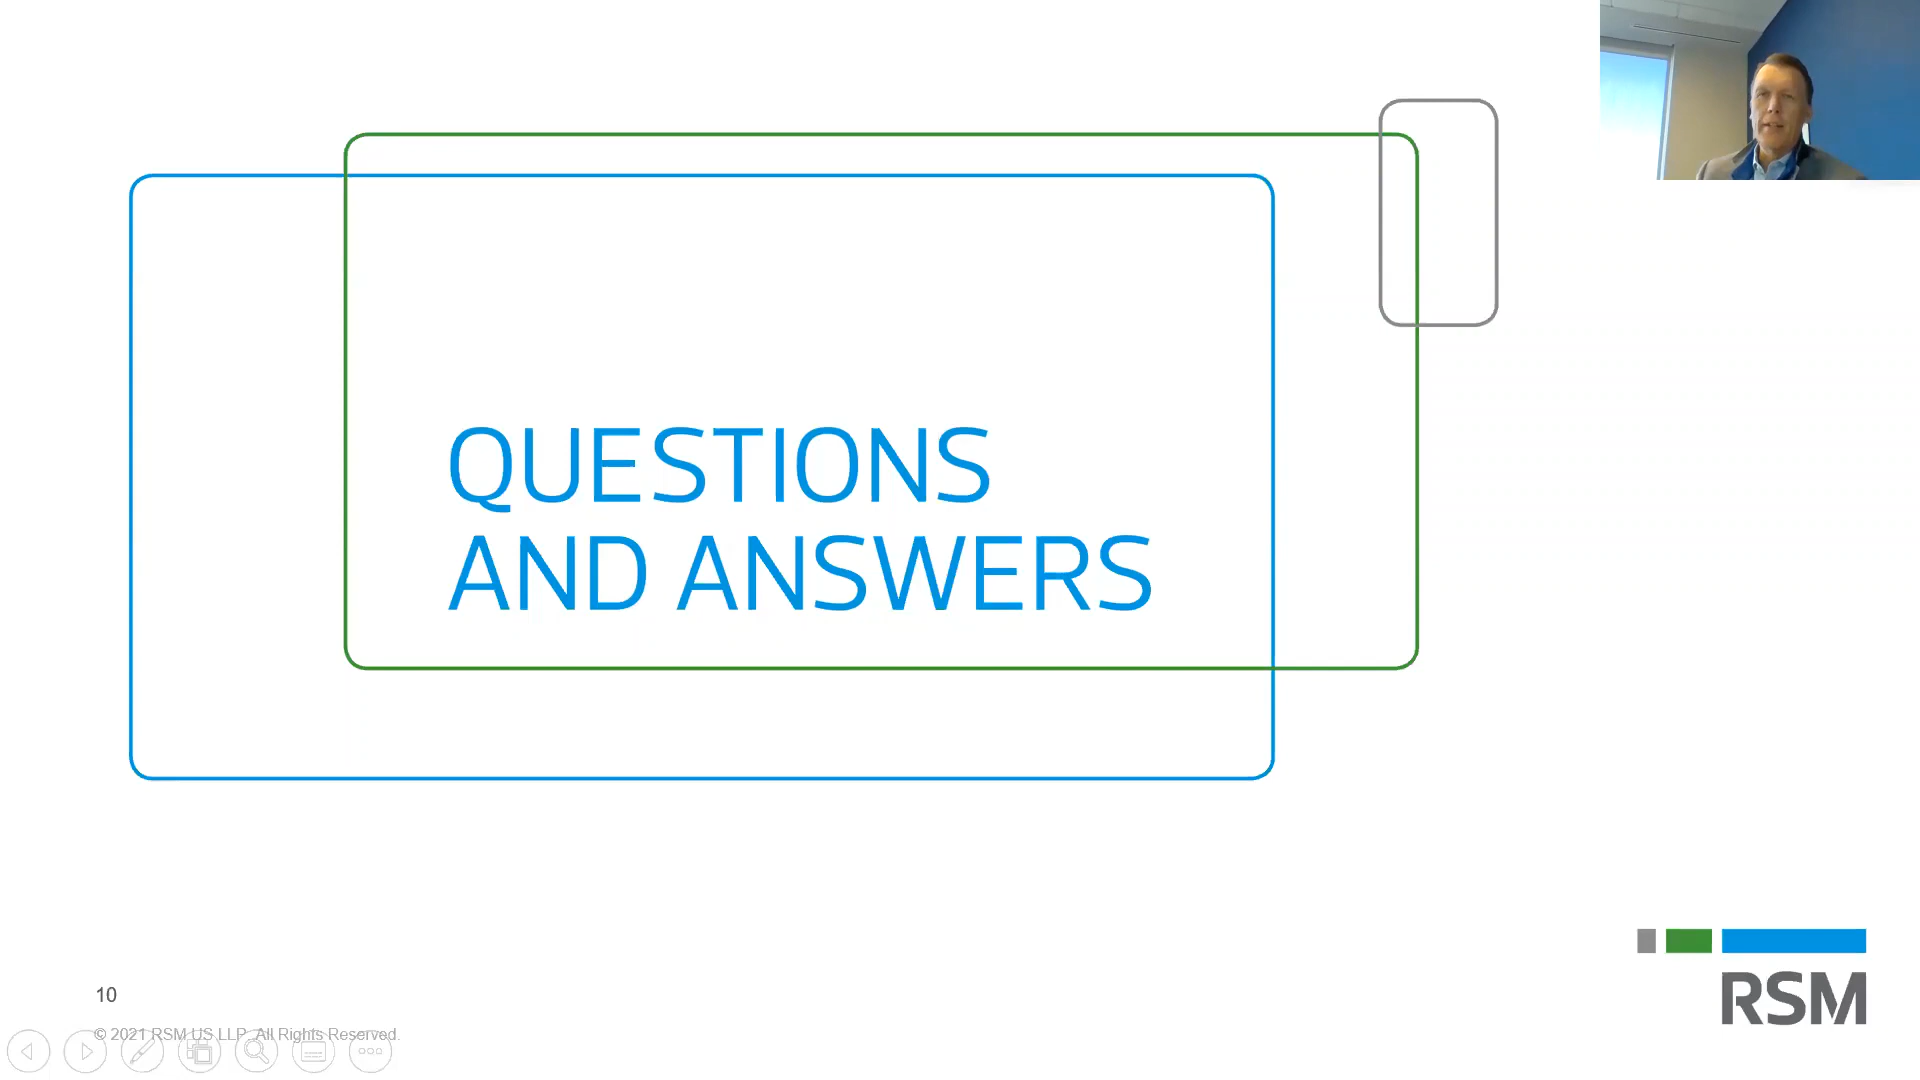 QUESTIONS
AND ANSWERS
10
© 2021 RSM US LLP. All Rights Reserved.
RSM